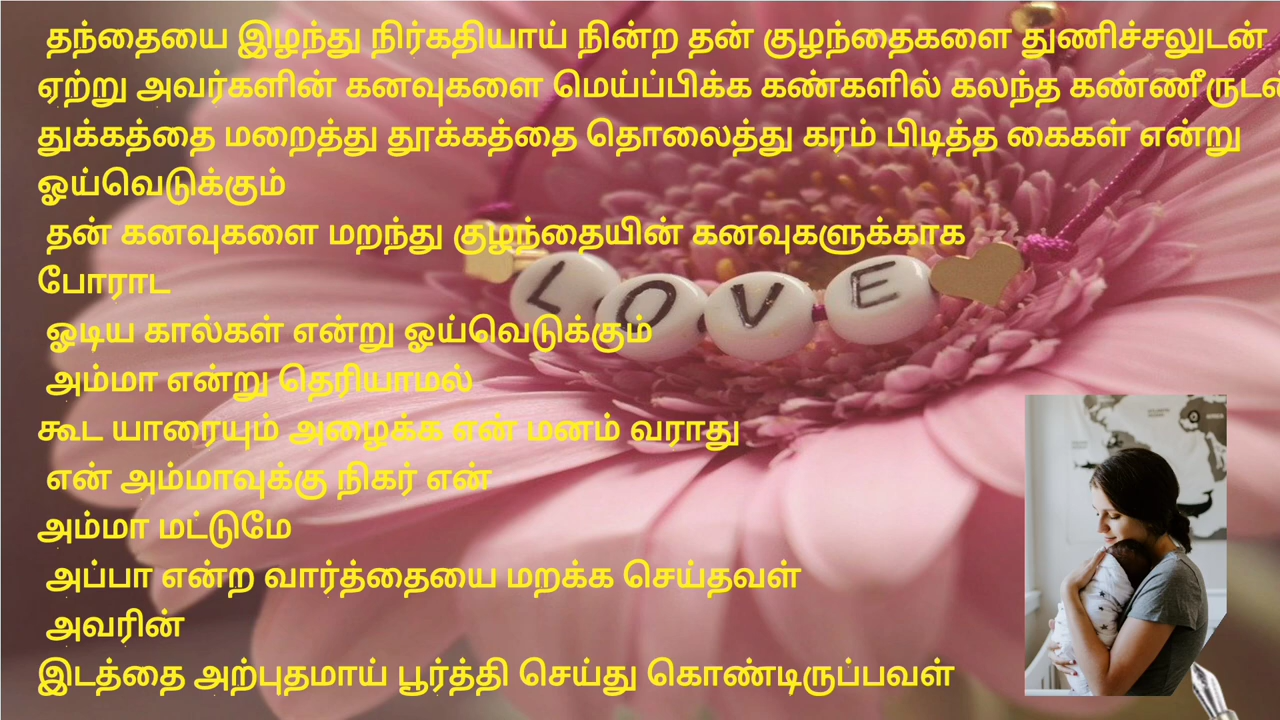 தந்தையை இழந்து நிர்கதியாய் நின்ற தன் குழந்தைகளை துணிச்சலுடன்
ஏற்று அவர்களின் கனவுகளை மெய்ப்பிக்க கண்களில் கலந்த கண்ணீருடன்
துக்கத்தை மறைத்து தூக்கத்தை தொலைத்து கரம் பிடித்த கைகள் என்று
ஓய்வெடுக்கும்
தன் கனவுகளை மறந்து குழந்தையின் கனவுகளுக்காக
போராட
LOVE
ஓடிய கால்கள் என்று ஓய்வெடுக்கும்
அம்மா என்று தெரியாமல்
கூட யாரையும் அழைக்க என் மனம் வராது
என் அம்மாவுக்கு நிகர் என்
அம்மா மட்டுமே
அப்பா என்ற வார்த்தையை மறக்க செய்தவள்
அவரின்
இடத்தை அற்புதமாய் பூர்த்தி செய்து கொண்டிருப்பவள்